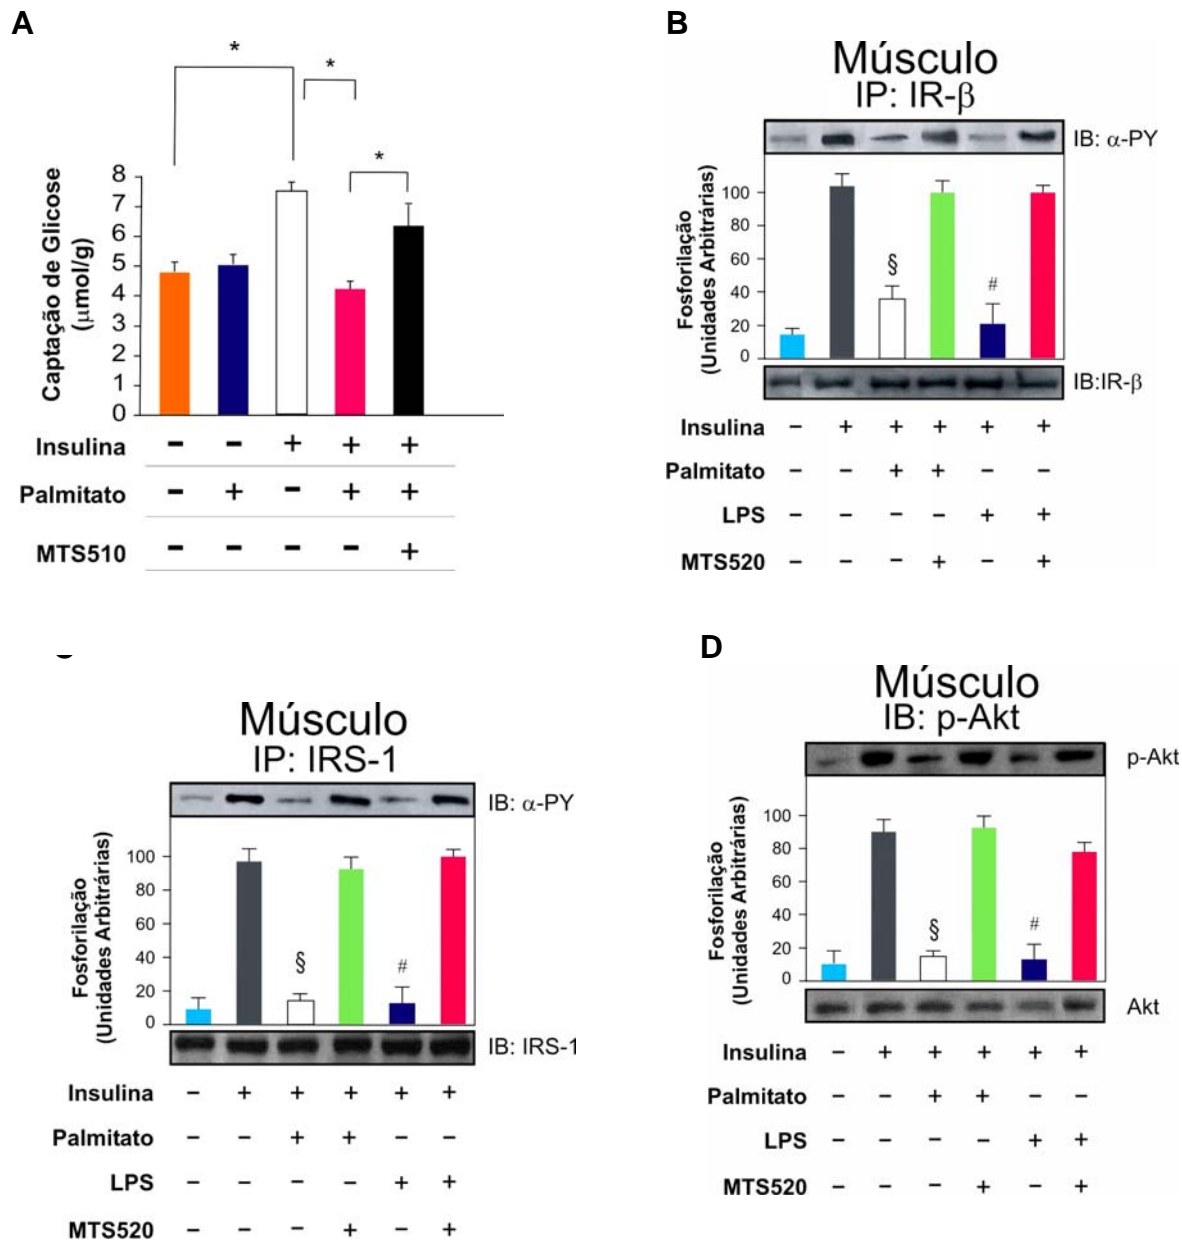 A
*
*
*
Captação de Glicose
(μmol/g)
8
7
6
5
4
3
2
1
0
Insulina - - + + +
Palmitato - + - + +
MTS510 - - - - +
B
Músculo
IP: IR-β
IB: α-PY
Fosforilação
(Unidades Arbitrárias)
100
80
60
40
20
0
§
#
IB:IR-β
Insulina - + + + + +
Palmitato - - + + - -
LPS - - - - + +
MTS520 - - - + - +
Músculo
IP: IRS-1
IB: α-PY
Fosforilação
(Unidades Arbitrárias)
100
80
60
40
20
0
§
#
IB: IRS-1
Insulina - + + + + +
Palmitato - - + + - -
LPS - - - - + +
MTS520 - - - + - +
D
Músculo
IB: p-Akt
p-Akt
Fosforilação
(Unidades Arbitrárias)
100
80
60
40
20
0
§
#
Akt
Insulina - + + + + +
Palmitato - - + + - -
LPS - - - - + +
MTS520 - - - + - +